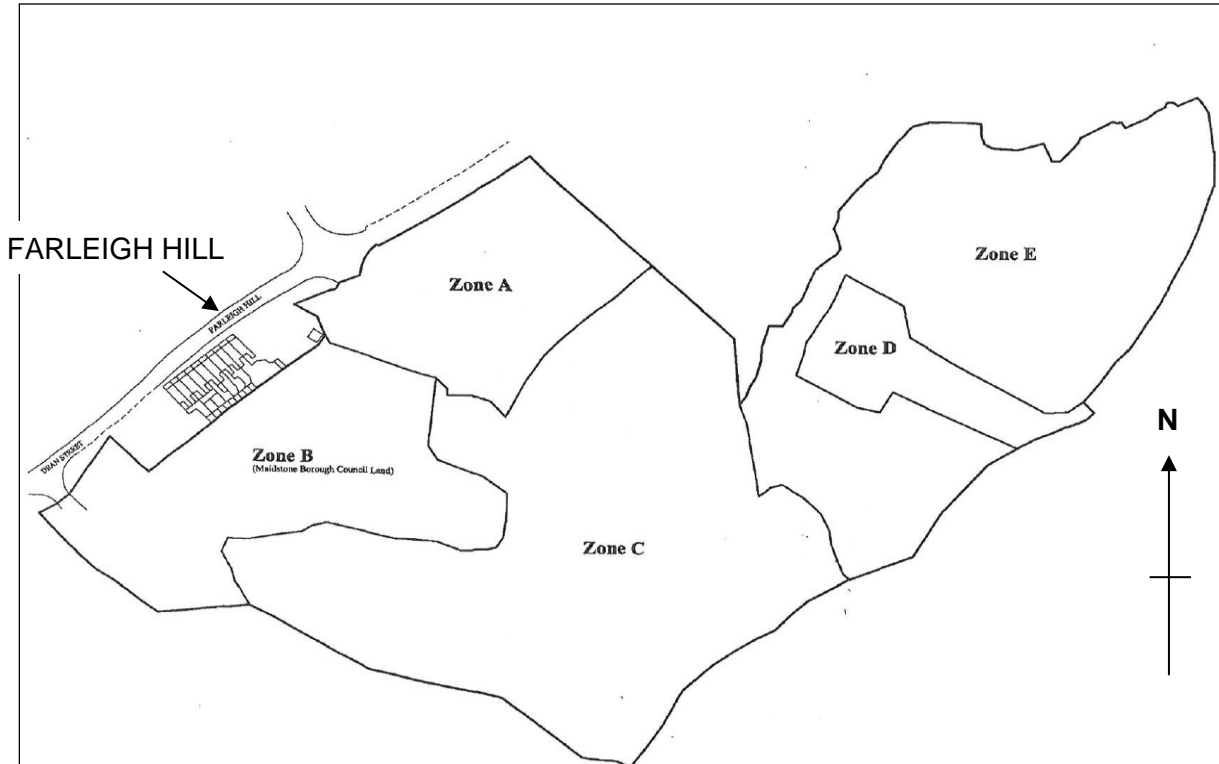 FARLEIGH HILL
FARLEIGH HILL
DEAN STREET
Zone A
Zone B
(Maidstone Borough Council Land)
Zone C
Zone D
Zone E
N